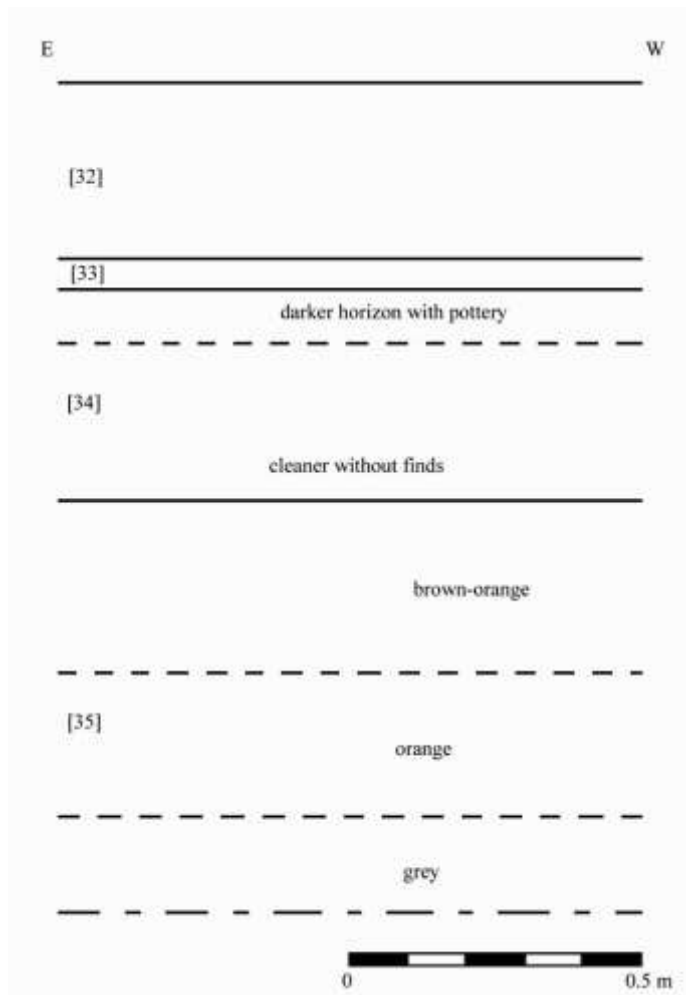 E W
[32]
[33]
darker horizon with pottery
[34]
cleaner without finds
brown-orange
[35]
orange
grey
0 0.5 m